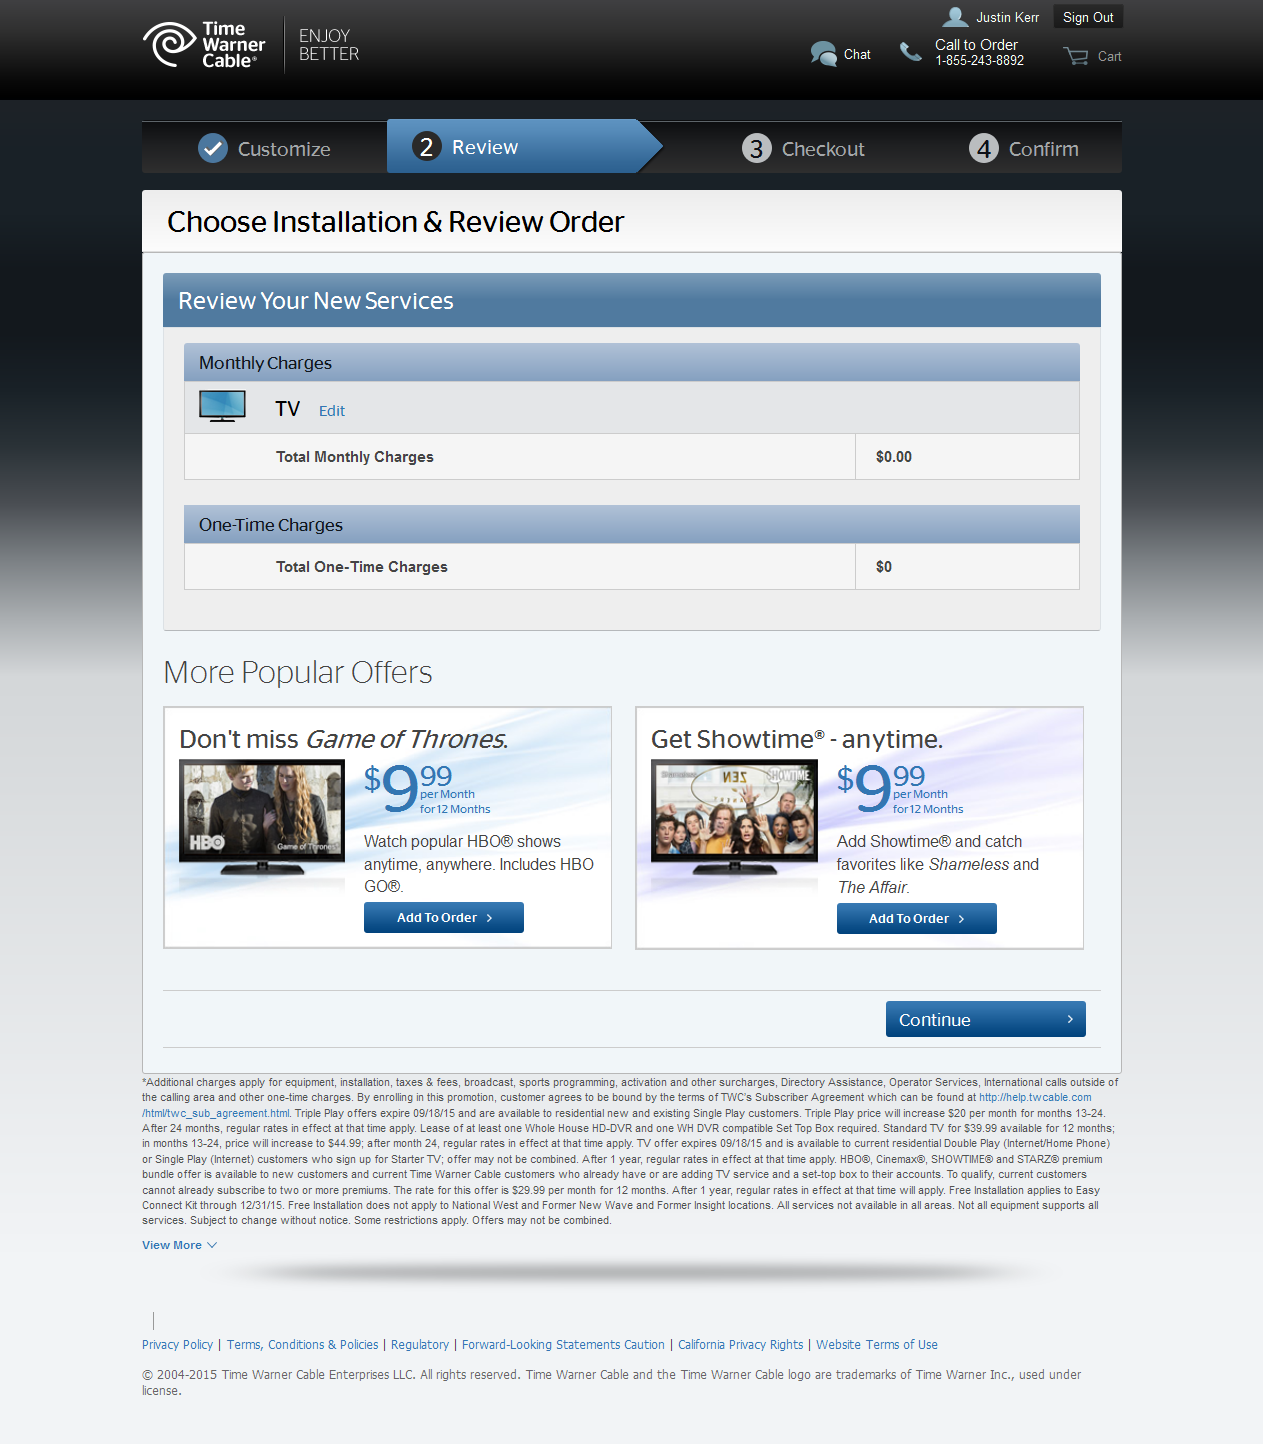 Time
Warner
Cable®
ENJOY
BETTER
Justin Kerr
Sign Out
Chat
Call to Order
1-855-243-8892
Cart
Customize
2 Review
3 Checkout
4 Confirm
Choose Installation & Review Order
Review Your New Services
Monthly Charges
TV Edit
Total Monthly Charges $0.00
One-Time Charges
Total One-Time Charges $0
More Popular Offers
Don't miss Game of Thrones.
$9 99
per Month
for 12 Months
HBO
Game of Thrones
Watch popular HBO® shows
anytime, anywhere. Includes HBO
GO®.
Add To Order
Get Showtime® - anytime.
Shameless
SHOWTIME
$9 99
per Month
for 12 Months
Add Showtime® and catch
favorites like Shameless and
The Affair.
Add To Order
Continue
*Additional charges apply for equipment, installation, taxes & fees, broadcast, sports programming, activation and other surcharges, Directory Assistance, Operator Services, International calls outside of
the calling area and other one-time charges. By enrolling in this promotion, customer agrees to be bound by the terms of TWC's Subscriber Agreement which can be found at http://help.twcable.com
/html/twc_sub_agreement.html. Triple Play offers expire 09/18/15 and are available to residential new and existing Single Play customers. Triple Play price will increase $20 per month for months 13-24.
After 24 months, regular rates in effect at that time apply. Lease of at least one Whole House HD-DVR and one WH DVR compatible Set Top Box required. Standard TV for $39.99 available for 12 months;
in months 13-24, price will increase to $44.99; after month 24, regular rates in effect at that time apply. TV offer expires 09/18/15 and is available to current residential Double Play (Internet/Home Phone)
or Single Play (Internet) customers who sign up for Starter TV; offer may not be combined. After 1 year, regular rates in effect at that time apply. HBO®, Cinemax®, SHOWTIME® and STARZ® premium
bundle offer is available to new customers and current Time Warner Cable customers who already have or are adding TV service and a set-top box to their accounts. To qualify, current customers
cannot already subscribe to two or more premiums. The rate for this offer is $29.99 per month for 12 months. After 1 year, regular rates in effect at that time will apply. Free Installation applies to Easy
Connect Kit through 12/31/15. Free Installation does not apply to National West and Former New Wave and Former Insight locations. All services not available in all areas. Not all equipment supports all
services. Subject to change without notice. Some restrictions apply. Offers may not be combined.
View More
Privacy Policy | Terms, Conditions & Policies | Regulatory | Forward-Looking Statements Caution | California Privacy Rights | Website Terms of Use
© 2004-2015 Time Warner Cable Enterprises LLC. All rights reserved. Time Warner Cable and the Time Warner Cable logo are trademarks of Time Warner Inc., used under
license.